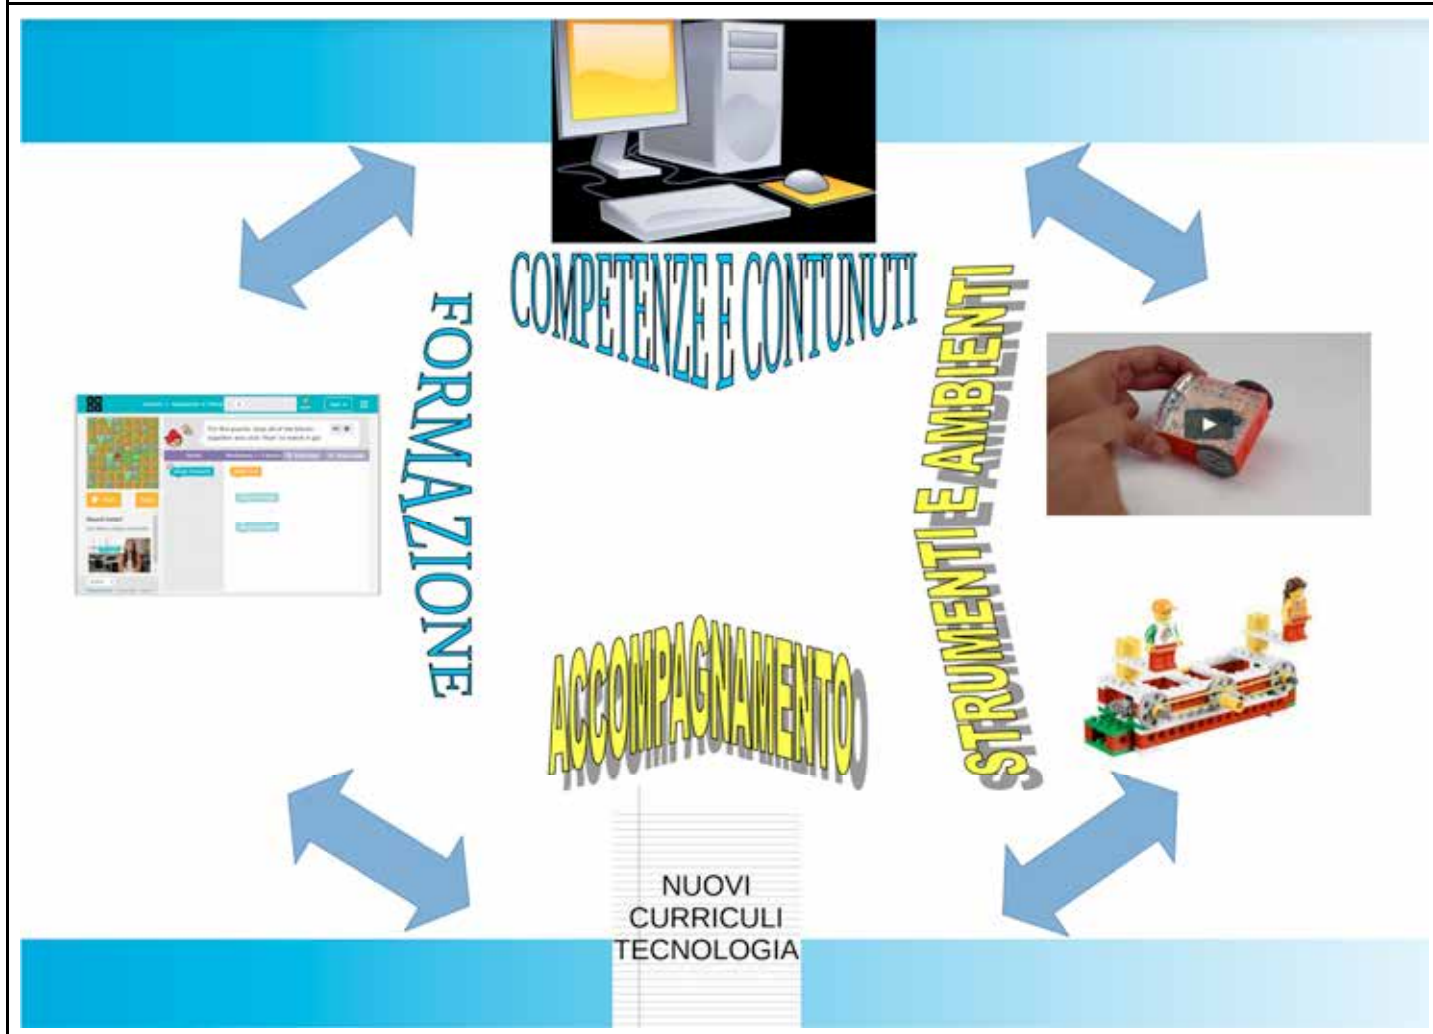 COMPETENZE E CONTUNUTI
FORMAZIONE
STRUMENTI E AMBIENTI
ACCOMPAGNAMENTO
NUOVI
CURRICULI
TECNOLOGIA